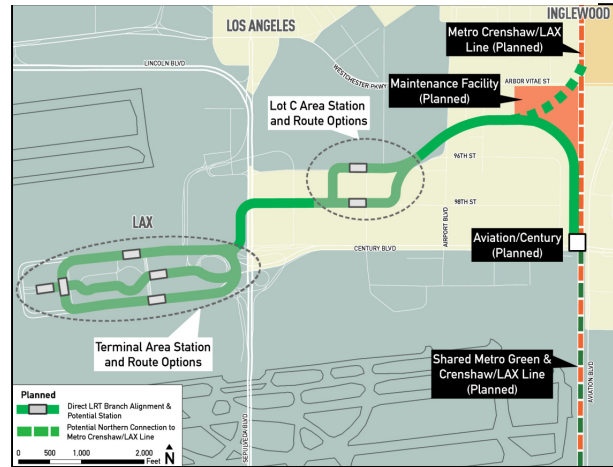 LOS ANGELES
INGLEWOOD
Metro Crenshaw/LAX
Line (Planned)
LINCOLN BLVD
WESTCHESTER PKWY
ARBOR VITAE ST
Maintenance Facility
(Planned)
Lot C Area Station
and Route Options
96TH ST
98TH ST
AIRPORT BLVD
LAX
CENTURY BLVD
Aviation/Century
(Planned)
Terminal Area Station
and Route Options
Shared Metro Green &
Crenshaw/LAX Line
(Planned)
AVIATION BLVD
SEPULVEDA BLVD
Planned
Direct LRT Branch Alignment &
Potential Station
Potential Northern Connection to
Metro Crenshaw/LAX Line
0 500 1,000 2,000
Feet N